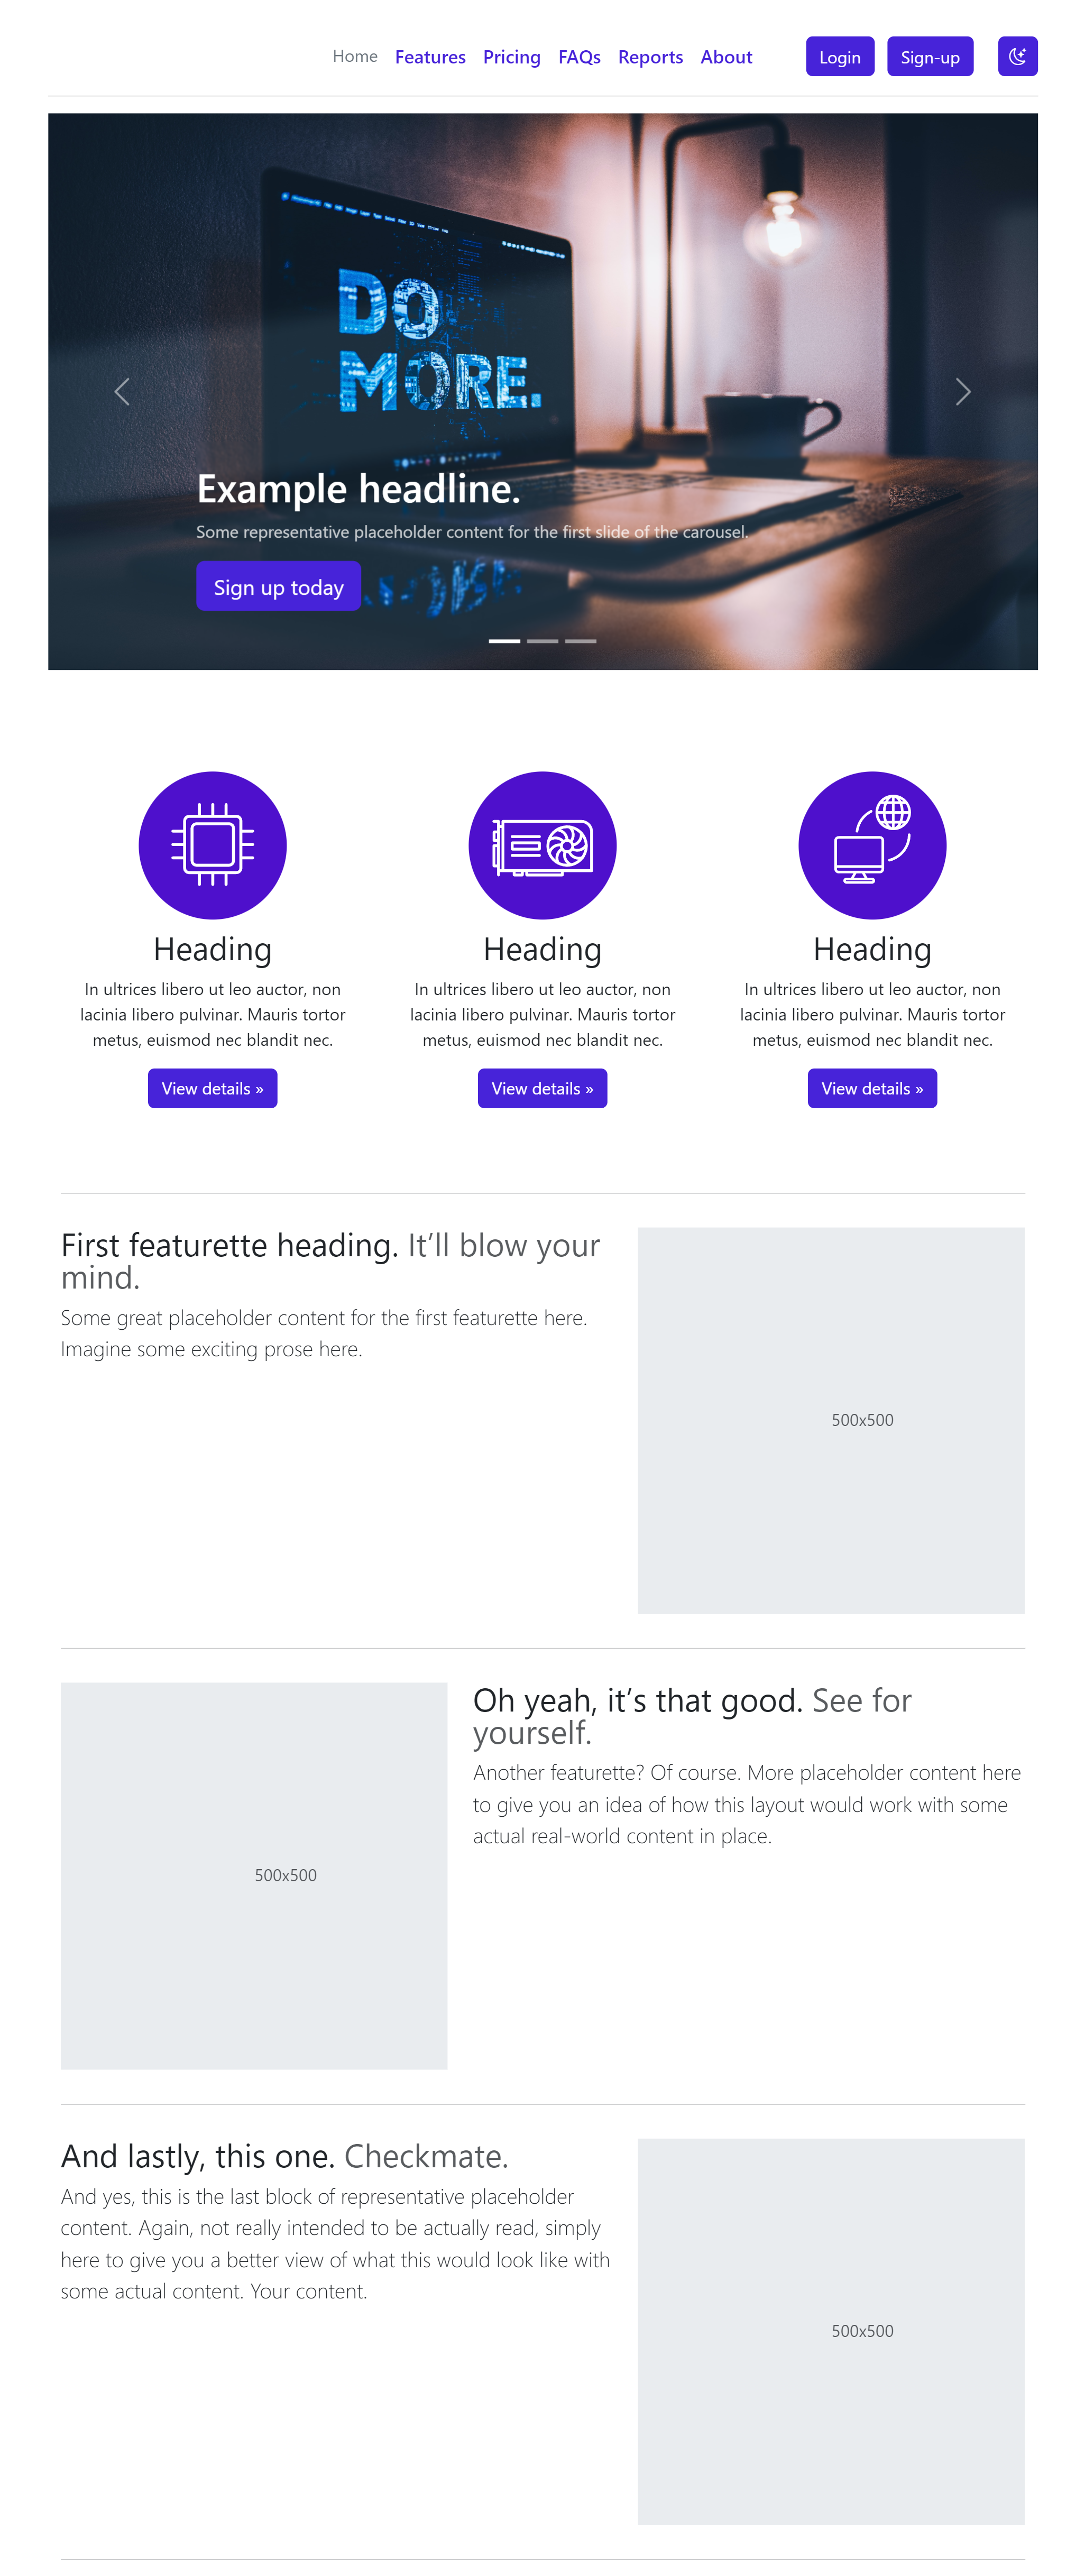 Home Features Pricing FAQs Reports About Login Sign-up
DO
MORE.
Example headline.
Some representative placeholder content for the first slide of the carousel.
Sign up today
Heading
In ultrices libero ut leo auctor, non
lacinia libero pulvinar. Mauris tortor
metus, euismod nec blandit nec.
View details »
Heading
In ultrices libero ut leo auctor, non
lacinia libero pulvinar. Mauris tortor
metus, euismod nec blandit nec.
View details »
Heading
In ultrices libero ut leo auctor, non
lacinia libero pulvinar. Mauris tortor
metus, euismod nec blandit nec.
View details »
First featurette heading. It’ll blow your
mind.
Some great placeholder content for the first featurette here.
Imagine some exciting prose here.
500x500
500x500
Oh yeah, it’s that good. See for
yourself.
Another featurette? Of course. More placeholder content here
to give you an idea of how this layout would work with some
actual real-world content in place.
And lastly, this one. Checkmate.
And yes, this is the last block of representative placeholder
content. Again, not really intended to be actually read, simply
here to give you a better view of what this would look like with
some actual content. Your content.
500x500